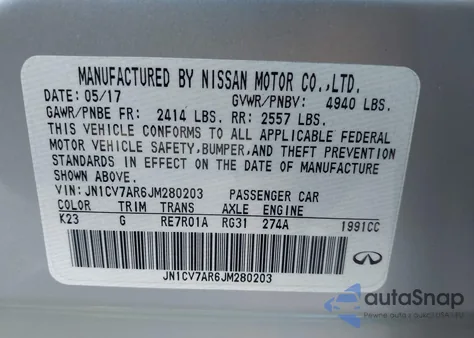 MANUFACTURED BY NISSAN MOTOR CO.,LTD.
DATE: 05/17 GVWR/PNBV: 4940 LBS.
GAWR/PNBE FR: 2414 LBS. RR: 2557 LBS.
THIS VEHICLE CONFORMS TO ALL APPLICABLE FEDERAL
MOTOR VEHICLE SAFETY,BUMPER,AND THEFT PREVENTION
STANDARDS IN EFFECT ON THE DATE OF MANUFACTURE
SHOWN ABOVE.
VIN: JN1CV7AR6JM280203 PASSENGER CAR
COLOR TRIM TRANS AXLE ENGINE
K23 G RE7R01A RG31 274A 1991CC
JN1CV7AR6JM280203
autoSnap
Pewne auto z USA